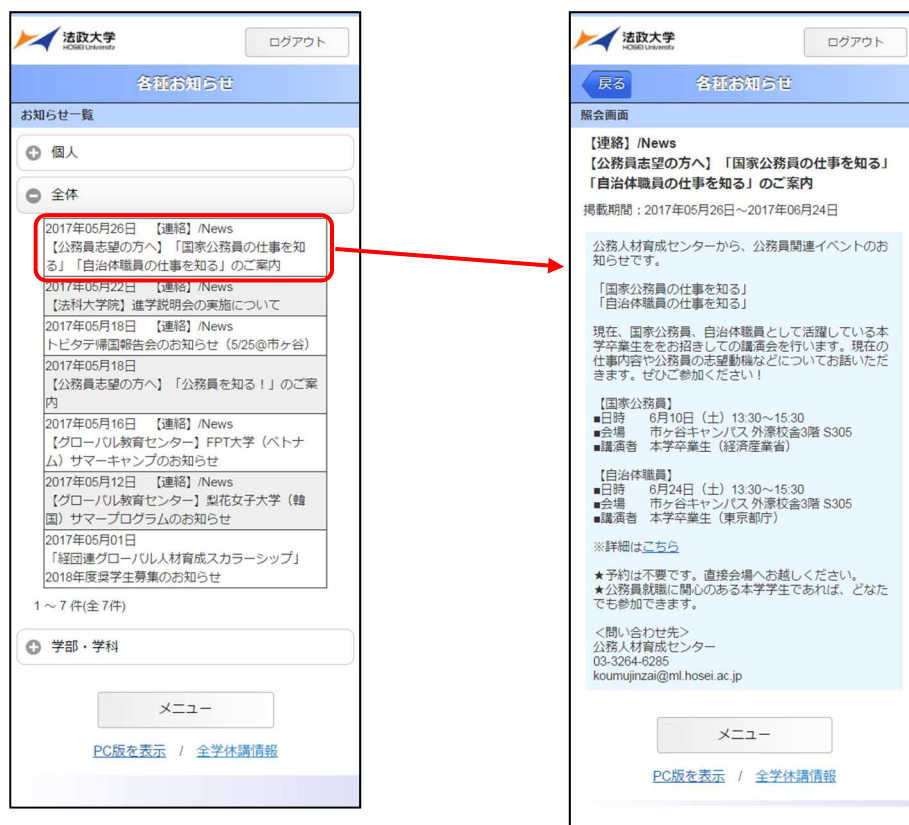 法政大学
HOSEI University
ログアウト
各種お知らせ
お知らせ一覧
個人
全体
2017年05月26日 【連絡】/News
【公務員志望の方へ】「国家公務員の仕事を知
る」「自治体職員の仕事を知る」のご案内
2017年05月22日 【連絡】/News
【法科大学院】進学説明会の実施について
2017年05月18日 【連絡】/News
トビタテ帰国報告会のお知らせ（5/25@市ヶ谷）
2017年05月18日
【公務員志望の方へ】「公務員を知る！」のご案
内
2017年05月16日 【連絡】/News
【グローバル教育センター】FPT大学（ベトナ
ム）サマーキャンプのお知らせ
2017年05月12日 【連絡】/News
【グローバル教育センター】梨花女子大学（韓
国）サマープログラムのお知らせ
2017年05月01日
「経団連グローバル人材育成スカラーシップ」
2018年度奨学生募集のお知らせ
1～7件(全7件)
学部・学科
メニュー
PC版を表示 / 全学休講情報
法政大学
HOSEI University
ログアウト
戻る
各種お知らせ
照会画面
【連絡】/News
【公務員志望の方へ】「国家公務員の仕事を知る」
「自治体職員の仕事を知る」のご案内
掲載期間：2017年05月26日～2017年06月24日
公務人材育成センターから、公務員関連イベントのお
知らせです。
「国家公務員の仕事を知る」
「自治体職員の仕事を知る」
現在、国家公務員、自治体職員として活躍している本
学卒業生ををお招きしての講演会を行います。現在の
仕事内容や公務員の志望動機などについてお話いただ
きます。ぜひご参加ください！
【国家公務員】
■日時 6月10日（土）13:30～15:30
■会場 市ヶ谷キャンパス 外濠校舎3階 S305
■講演者 本学卒業生（経済産業省）
【自治体職員】
■日時 6月24日（土）13:30～15:30
■会場 市ヶ谷キャンパス 外濠校舎3階 S305
■講演者 本学卒業生（東京都庁）
※詳細はこちら
★予約は不要です。直接会場へお越しください。
★公務員就職に関心のある本学学生であれば、どなた
でも参加できます。
＜問い合わせ先＞
公務人材育成センター
03-3264-6285
koumujinzai@ml.hosei.ac.jp
メニュー
PC版を表示 / 全学休講情報